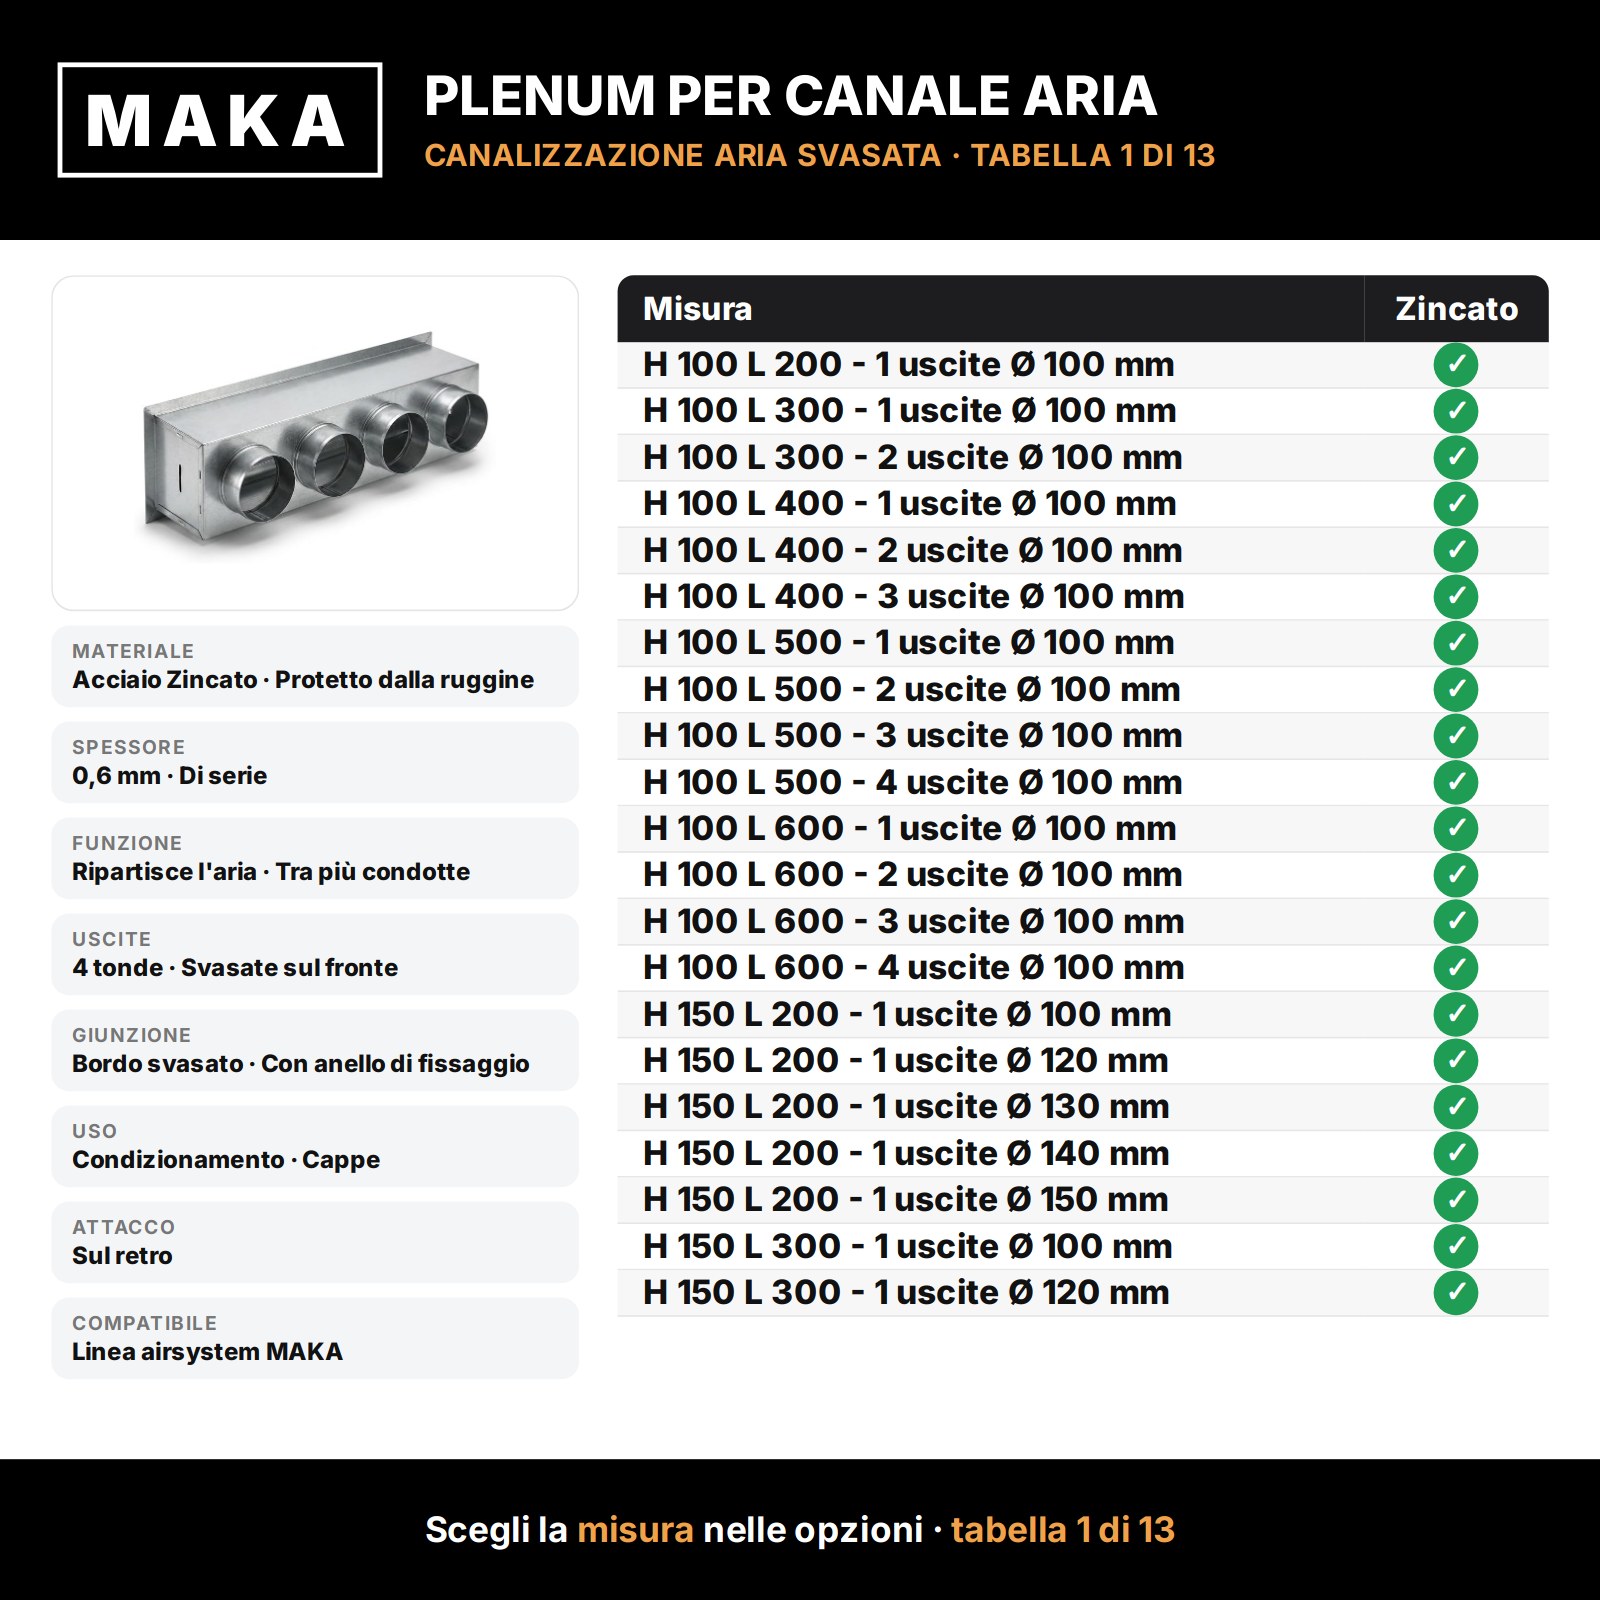 MAKA
PLENUM PER CANALE ARIA
CANALIZZAZIONE ARIA SVASATA · TABELLA 1 DI 13
MATERIALE
Acciaio Zincato · Protetto dalla ruggine
SPESSORE
0,6 mm · Di serie
FUNZIONE
Ripartisce l'aria · Tra più condotte
USCITE
4 tonde · Svasate sul fronte
GIUNZIONE
Bordo svasato · Con anello di fissaggio
USO
Condizionamento · Cappe
ATTACCO
Sul retro
COMPATIBILE
Linea airsystem MAKA
Misura Zincato
H 100 L 200 - 1 uscite Ø 100 mm ✓
H 100 L 300 - 1 uscite Ø 100 mm ✓
H 100 L 300 - 2 uscite Ø 100 mm ✓
H 100 L 400 - 1 uscite Ø 100 mm ✓
H 100 L 400 - 2 uscite Ø 100 mm ✓
H 100 L 400 - 3 uscite Ø 100 mm ✓
H 100 L 500 - 1 uscite Ø 100 mm ✓
H 100 L 500 - 2 uscite Ø 100 mm ✓
H 100 L 500 - 3 uscite Ø 100 mm ✓
H 100 L 500 - 4 uscite Ø 100 mm ✓
H 100 L 600 - 1 uscite Ø 100 mm ✓
H 100 L 600 - 2 uscite Ø 100 mm ✓
H 100 L 600 - 3 uscite Ø 100 mm ✓
H 100 L 600 - 4 uscite Ø 100 mm ✓
H 150 L 200 - 1 uscite Ø 100 mm ✓
H 150 L 200 - 1 uscite Ø 120 mm ✓
H 150 L 200 - 1 uscite Ø 130 mm ✓
H 150 L 200 - 1 uscite Ø 140 mm ✓
H 150 L 200 - 1 uscite Ø 150 mm ✓
H 150 L 300 - 1 uscite Ø 100 mm ✓
H 150 L 300 - 1 uscite Ø 120 mm ✓
Scegli la misura nelle opzioni · tabella 1 di 13